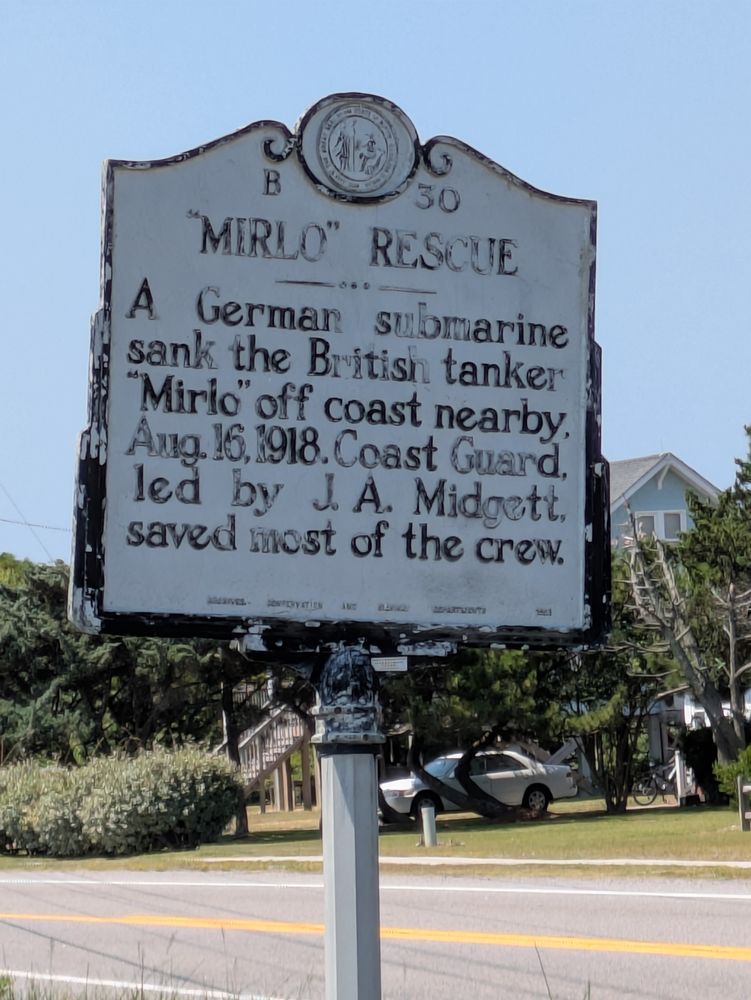 B 30
"MIRLO" RESCUE
A German submarine
sank the British tanker
"Mirlo" off coast nearby,
Aug. 16, 1918. Coast Guard,
led by J. A. Midgett,
saved most of the crew.
ARCHIVES, CONSERVATION AND HIGHWAY DEPARTMENTS